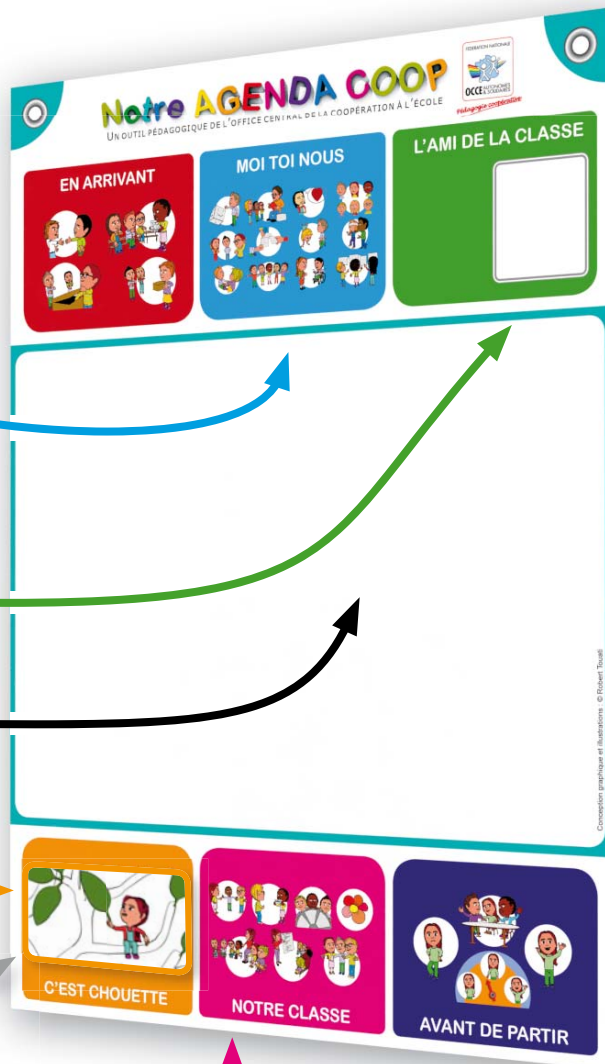 Notre AGENDA COOP
UN OUTIL PÉDAGOGIQUE DE L'OFFICE CENTRAL DE LA COOPÉRATION À L'ÉCOLE
FÉDÉRATION NATIONALE
OCCE AUTONOMES
& SOLIDAIRES
Pédagogie coopérative
EN ARRIVANT
MOI TOI NOUS
L'AMI DE LA CLASSE
Conception graphique et illustrations : © Robert Touati
C'EST CHOUETTE
NOTRE CLASSE
AVANT DE PARTIR